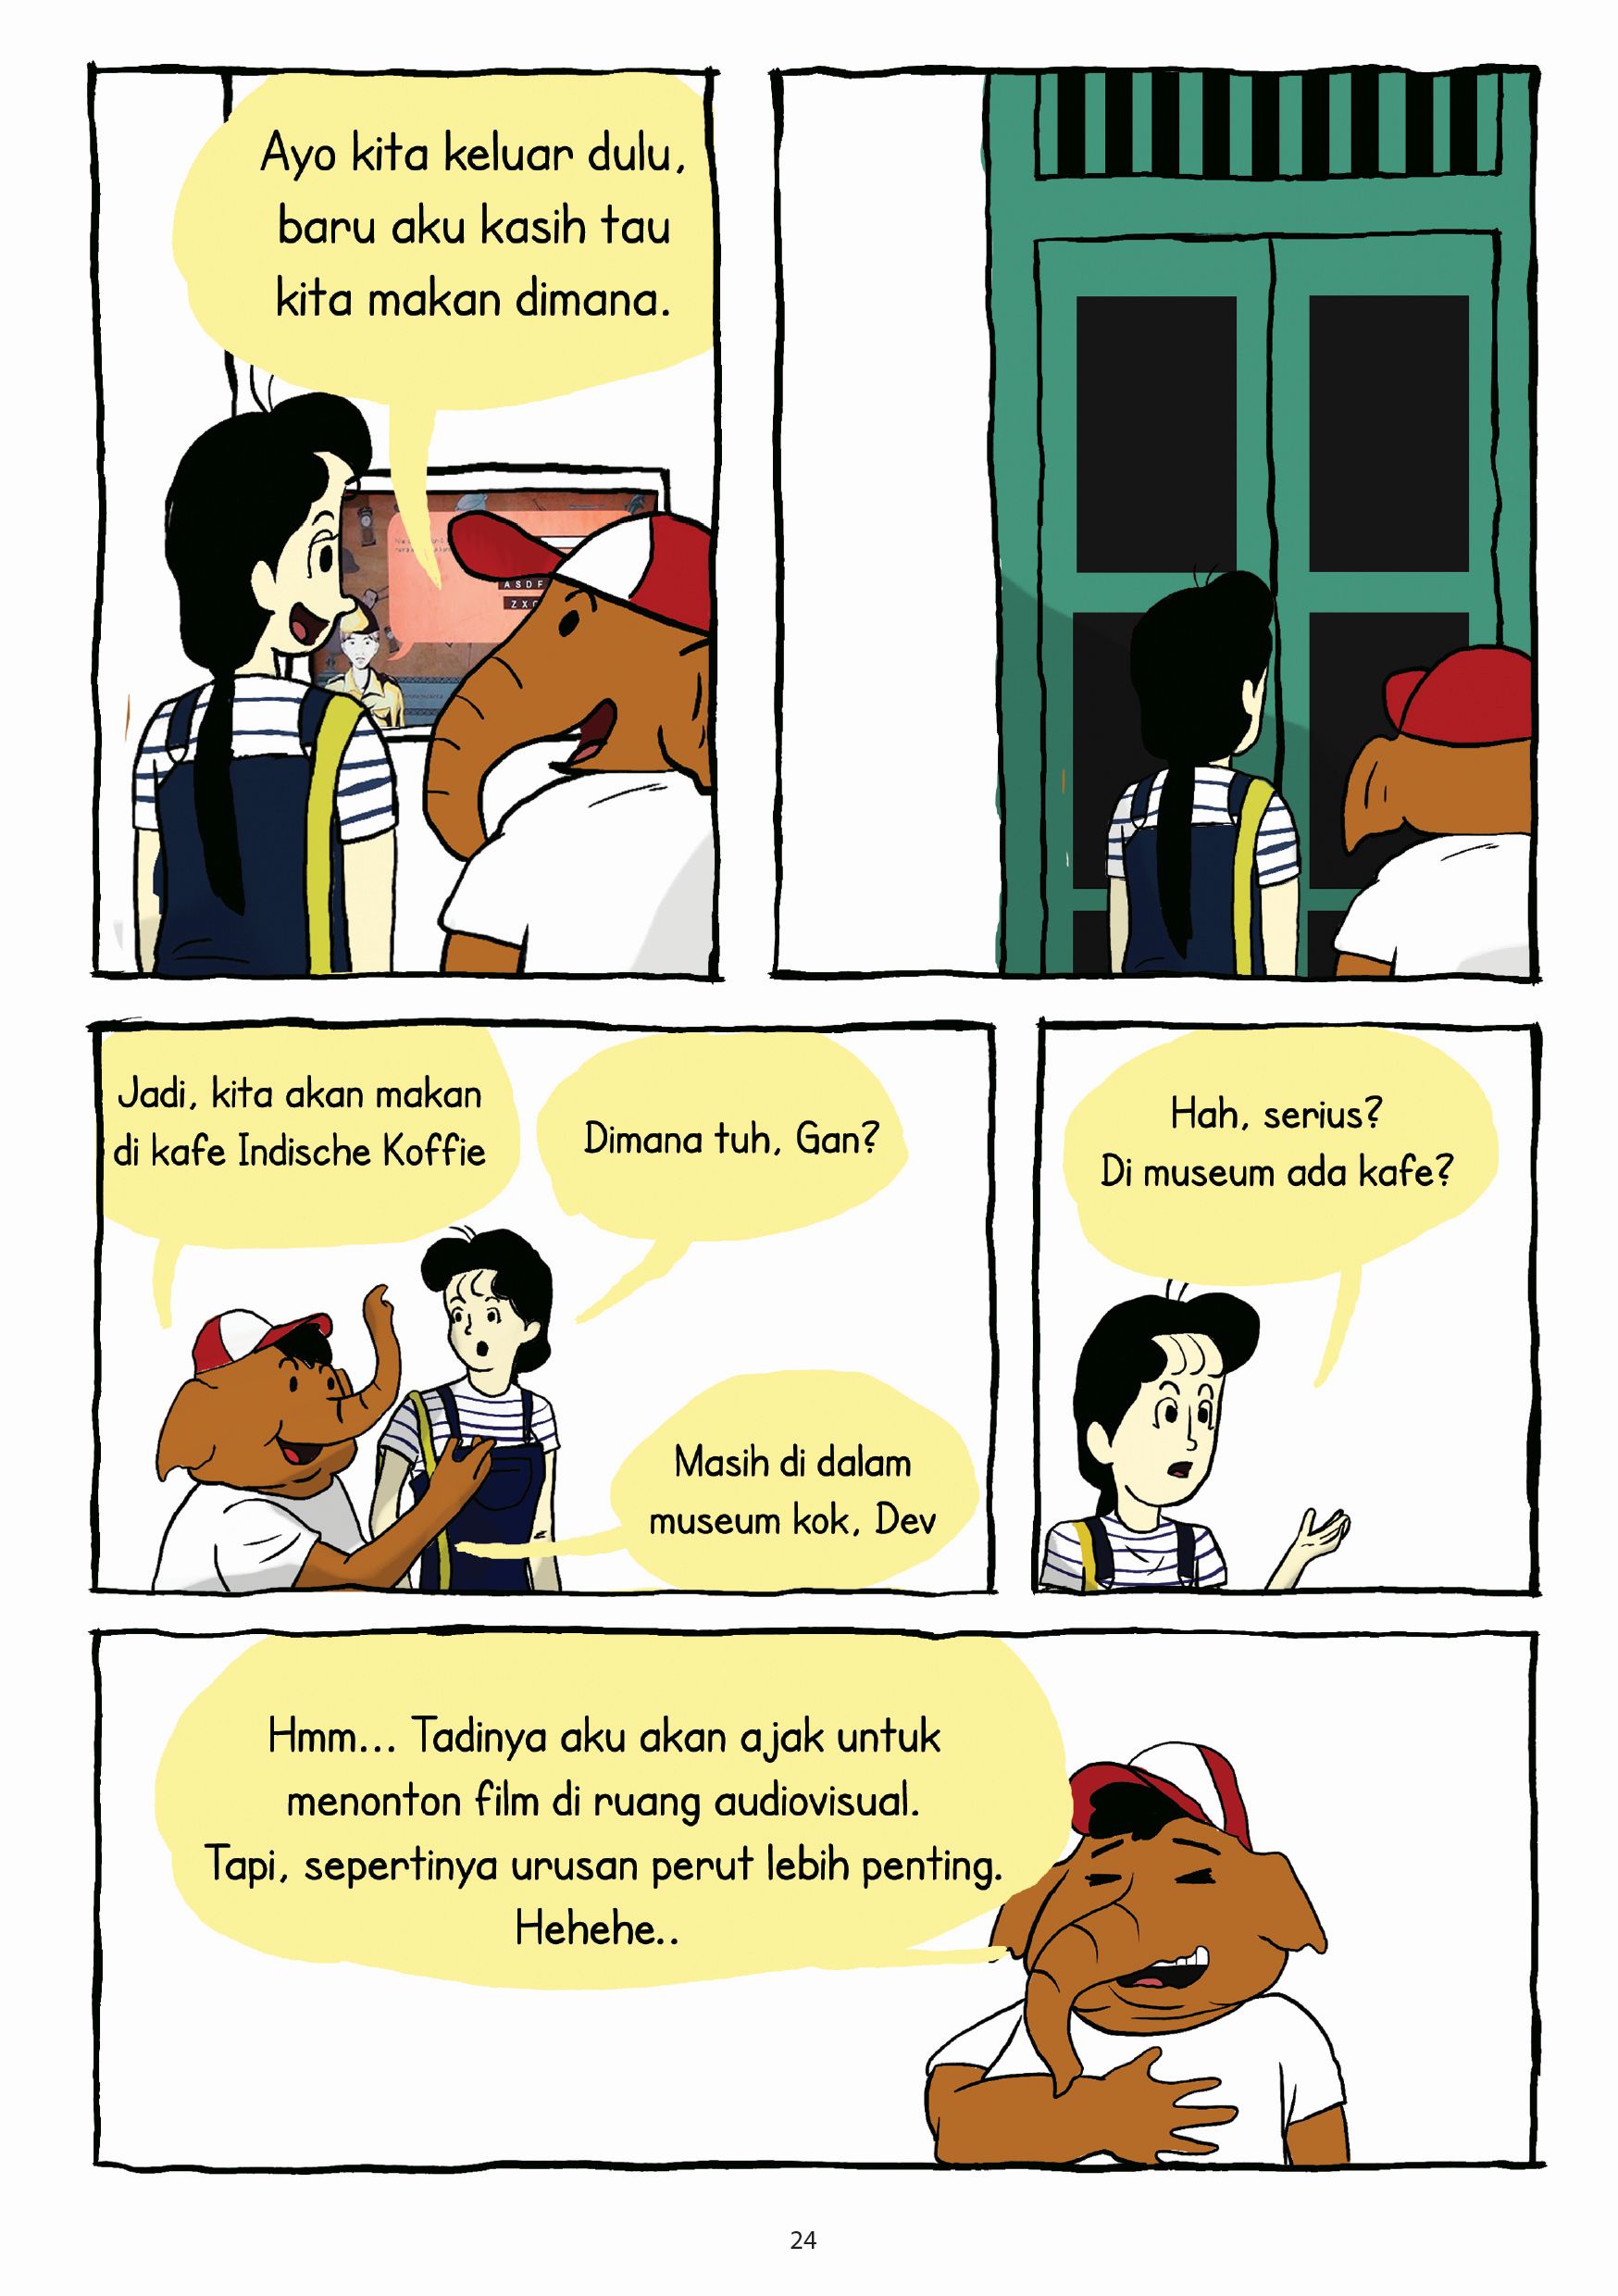 Ayo kita keluar dulu,
baru aku kasih tau
kita makan dimana.
A S D F
Z X
Jadi, kita akan makan
di kafe Indische Koffie
Dimana tuh, Gan?
Masih di dalam
museum kok, Dev
Hah, serius?
Di museum ada kafe?
Hmm... Tadinya aku akan ajak untuk
menonton film di ruang audiovisual.
Tapi, sepertinya urusan perut lebih penting.
Hehehe..
24